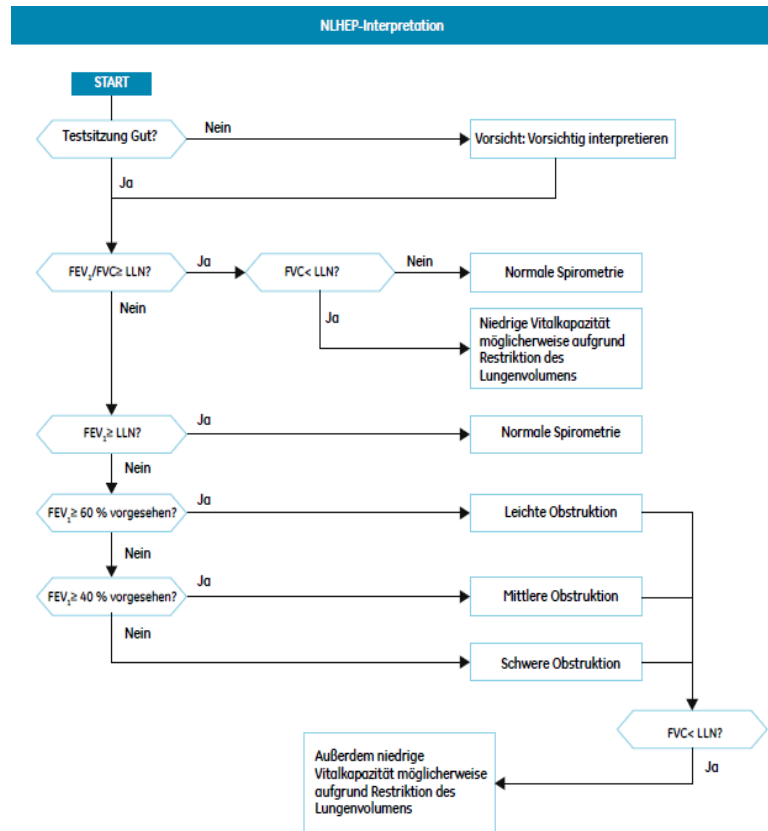 NLHEP-Interpretation
START
Testsitzung Gut?
Nein
Vorsicht: Vorsichtig interpretieren
Ja
FEV₁/FVC≥ LLN?
Ja
FVC< LLN?
Nein
Normale Spirometrie
Nein
Ja
Niedrige Vitalkapazität
möglicherweise aufgrund
Restriktion des
Lungenvolumens
FEV₁≥ LLN?
Ja
Normale Spirometrie
Nein
FEV₁≥ 60 % vorgesehen?
Ja
Leichte Obstruktion
Nein
FEV₁≥ 40 % vorgesehen?
Ja
Mittlere Obstruktion
Nein
Schwere Obstruktion
FVC< LLN?
Ja
Außerdem niedrige
Vitalkapazität möglicherweise
aufgrund Restriktion des
Lungenvolumens